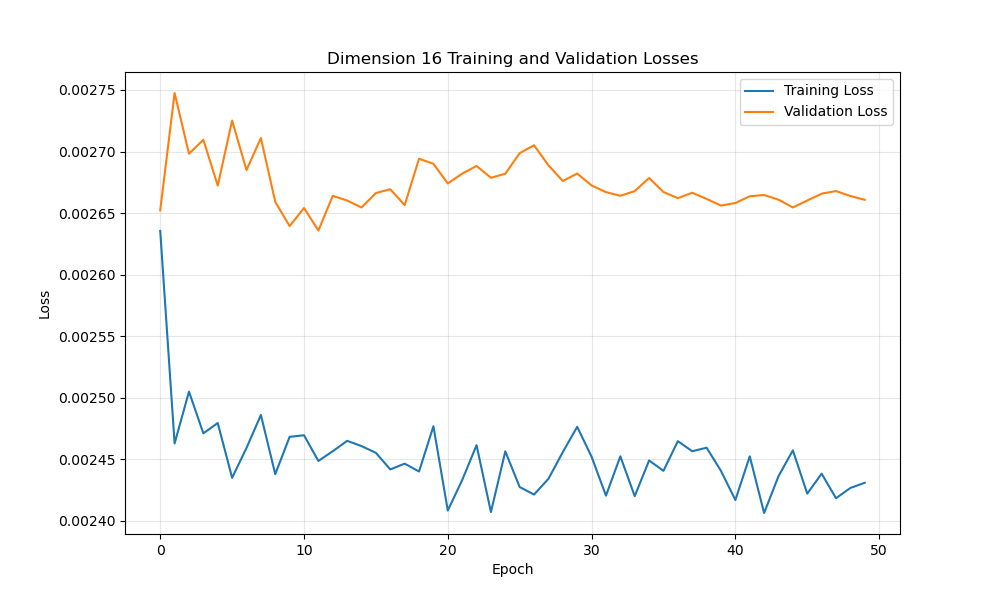 Dimension 16 Training and Validation Losses
Training Loss
Validation Loss
0.00275
0.00270
0.00265
0.00260
0.00255
0.00250
0.00245
0.00240
Loss
0 10 20 30 40 50
Epoch